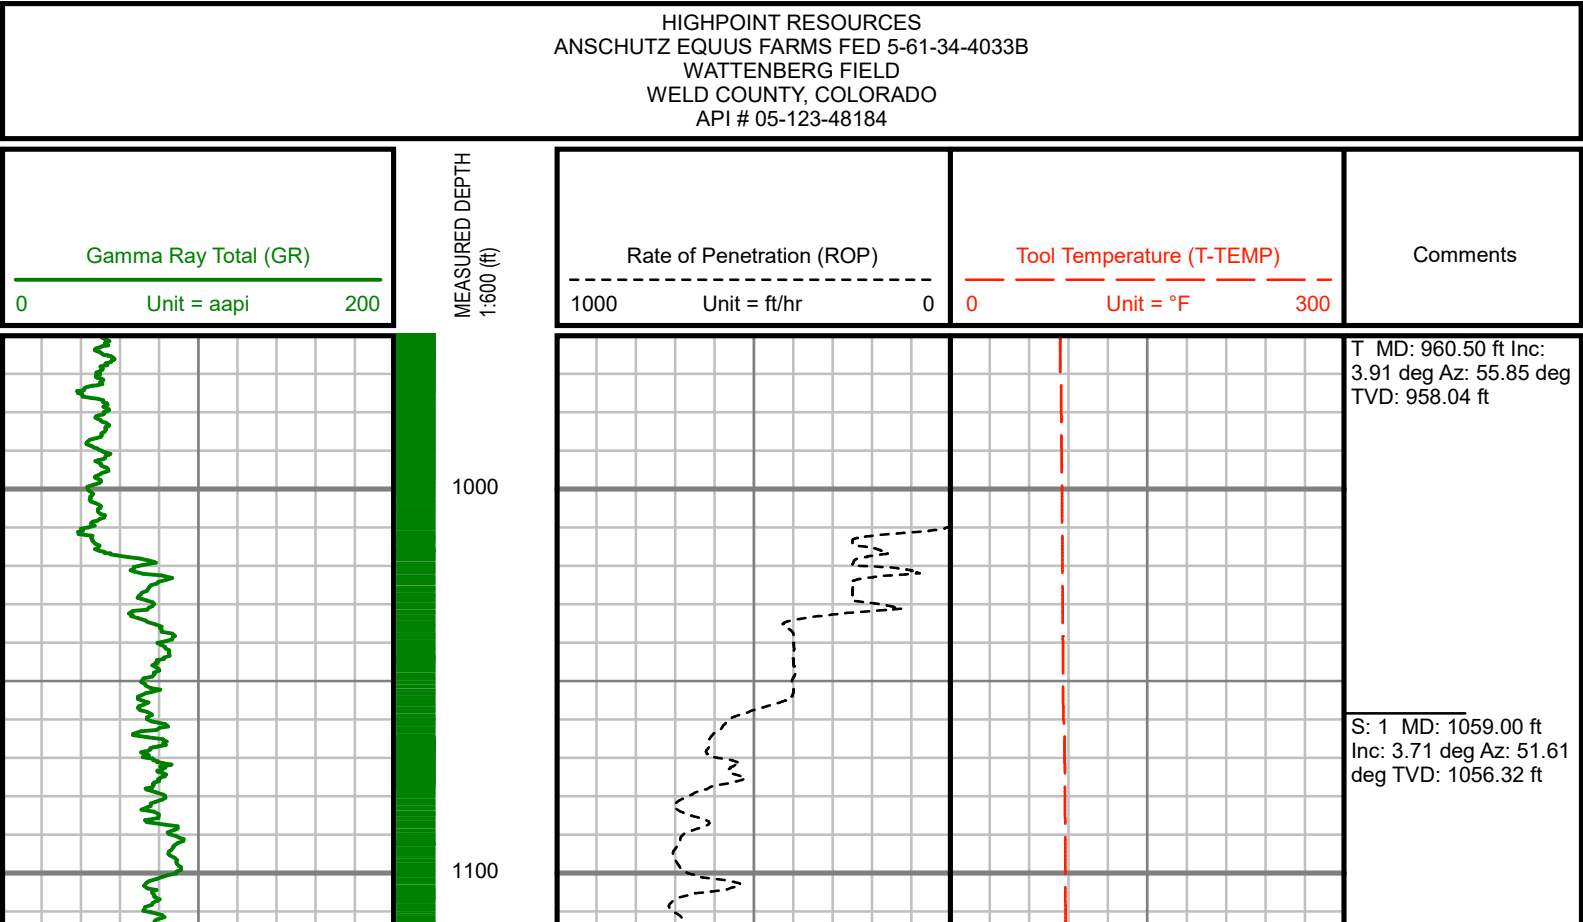 HIGHPOINT RESOURCES
ANSCHUTZ EQUUS FARMS FED 5-61-34-4033B
WATTENBERG FIELD
WELD COUNTY, COLORADO
API # 05-123-48184
Gamma Ray Total (GR)
0 Unit = aapi 200
MEASURED DEPTH
1:600 (ft)
Rate of Penetration (ROP)
1000 Unit = ft/hr 0
Tool Temperature (T-TEMP)
0 Unit = °F 300
Comments
T MD: 960.50 ft Inc:
3.91 deg Az: 55.85 deg
TVD: 958.04 ft
1000
S: 1 MD: 1059.00 ft
Inc: 3.71 deg Az: 51.61
deg TVD: 1056.32 ft
1100